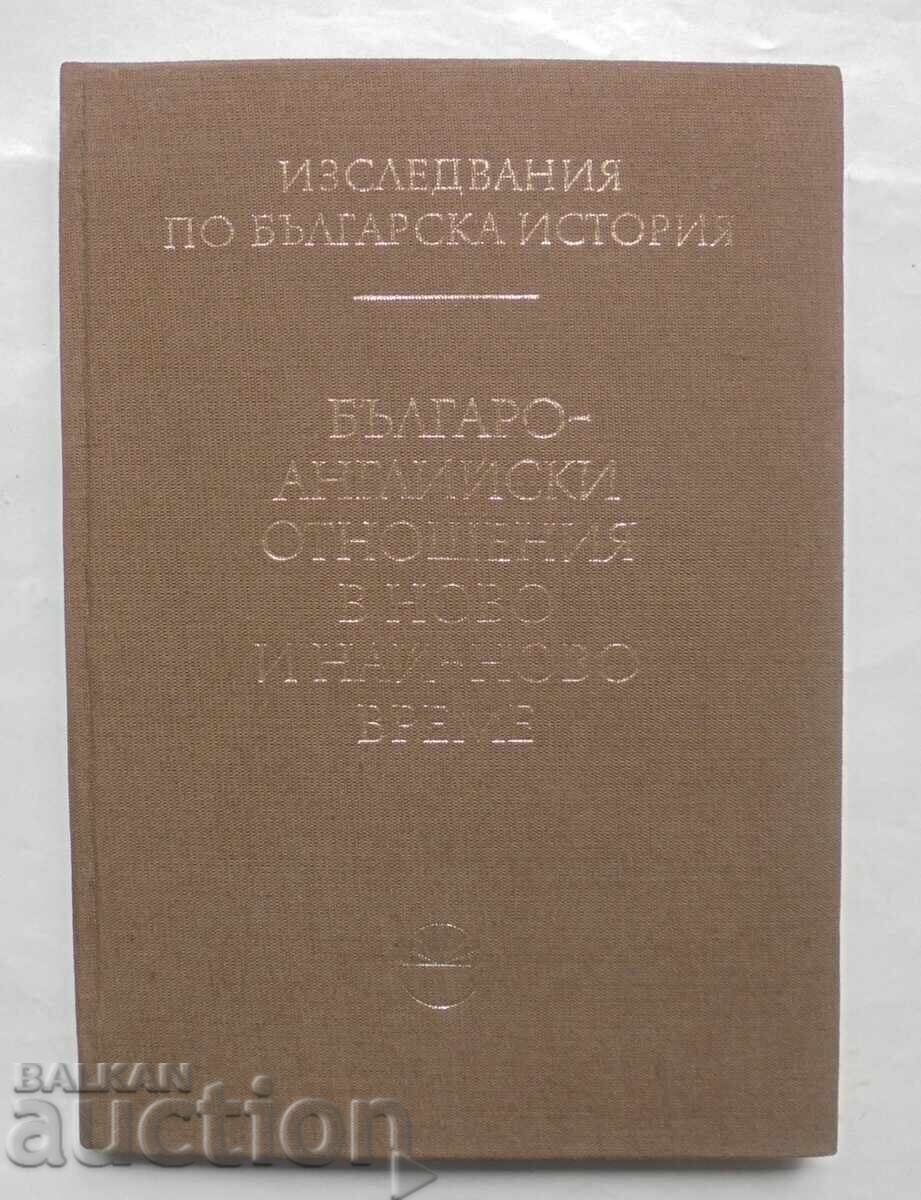 ИЗСЛЕДВАНИЯ
ПО БЪЛГАРСКА ИСТОРИЯ
БЪЛГАРО-
АНГЛИЙСКИ
ОТНОШЕНИЯ
В НОВО
И НАЙ-НОВО
ВРЕМЕ
BALKAN
auction